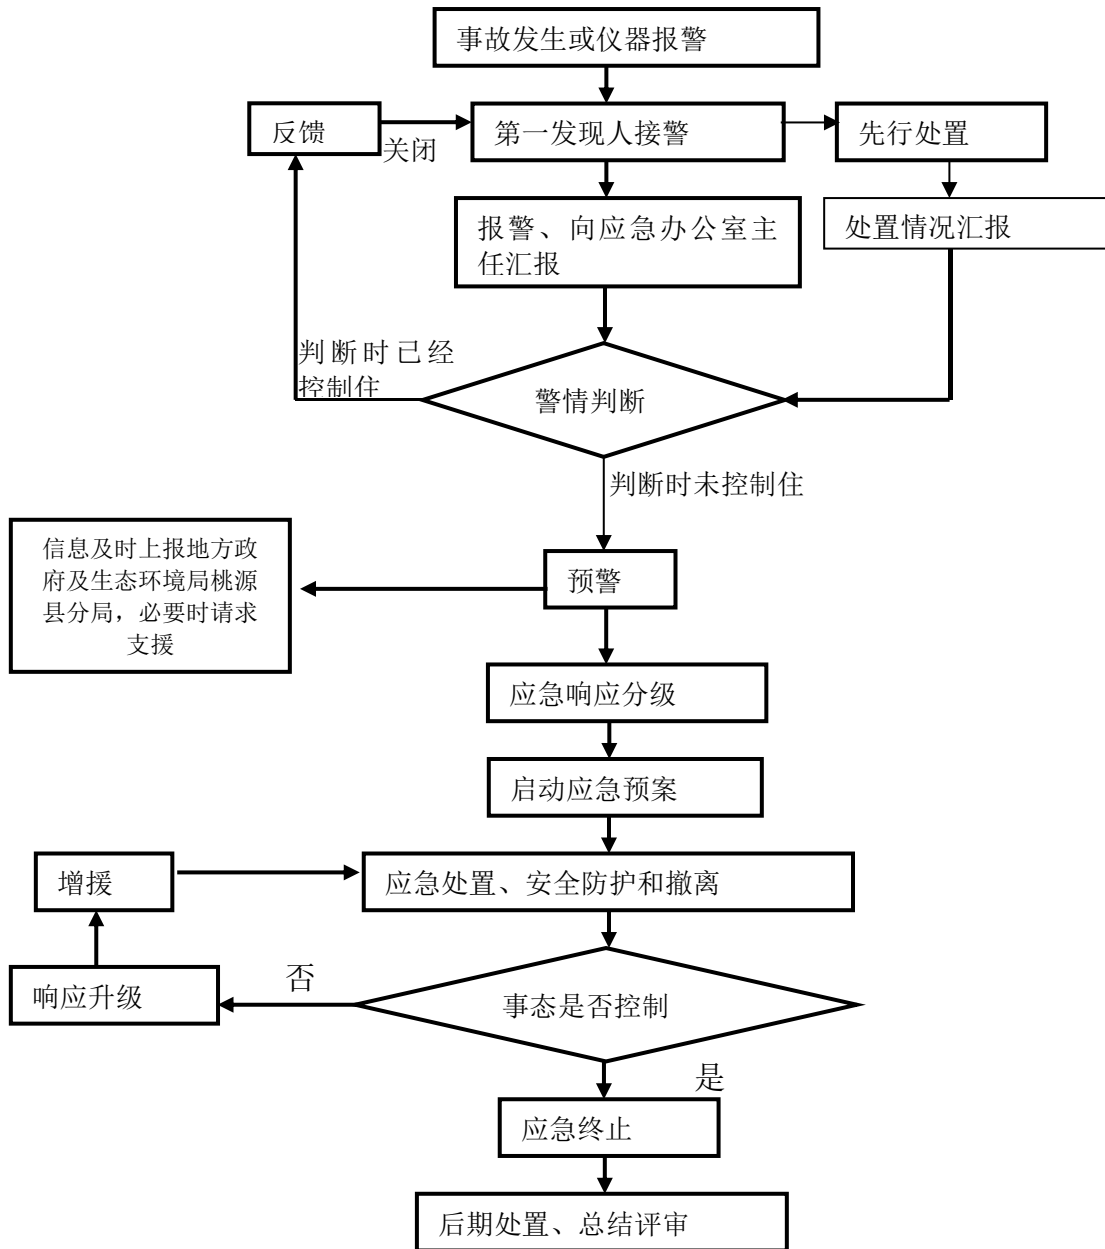 事故发生或仪器报警
反馈
关闭
第一发现人接警
先行处置
报警、向应急办公室主
任汇报
处置情况汇报
判断时已经
控制住
警情判断
判断时未控制住
信息及时上报地方政
府及生态环境局桃源
县分局，必要时请求
支援
预警
应急响应分级
启动应急预案
增援
应急处置、安全防护和撤离
响应升级
否
事态是否控制
是
应急终止
后期处置、总结评审